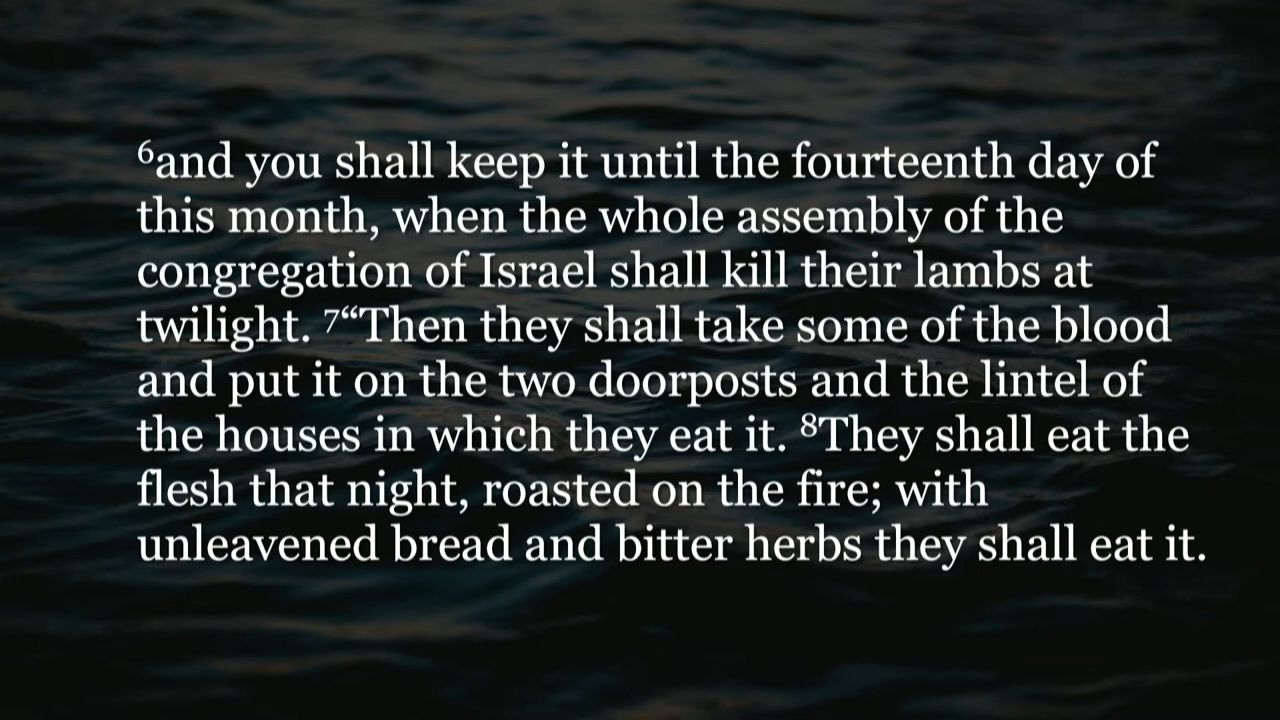 ⁶and you shall keep it until the fourteenth day of
this month, when the whole assembly of the
congregation of Israel shall kill their lambs at
twilight. ⁷“Then they shall take some of the blood
and put it on the two doorposts and the lintel of
the houses in which they eat it. ⁸They shall eat the
flesh that night, roasted on the fire; with
unleavened bread and bitter herbs they shall eat it.